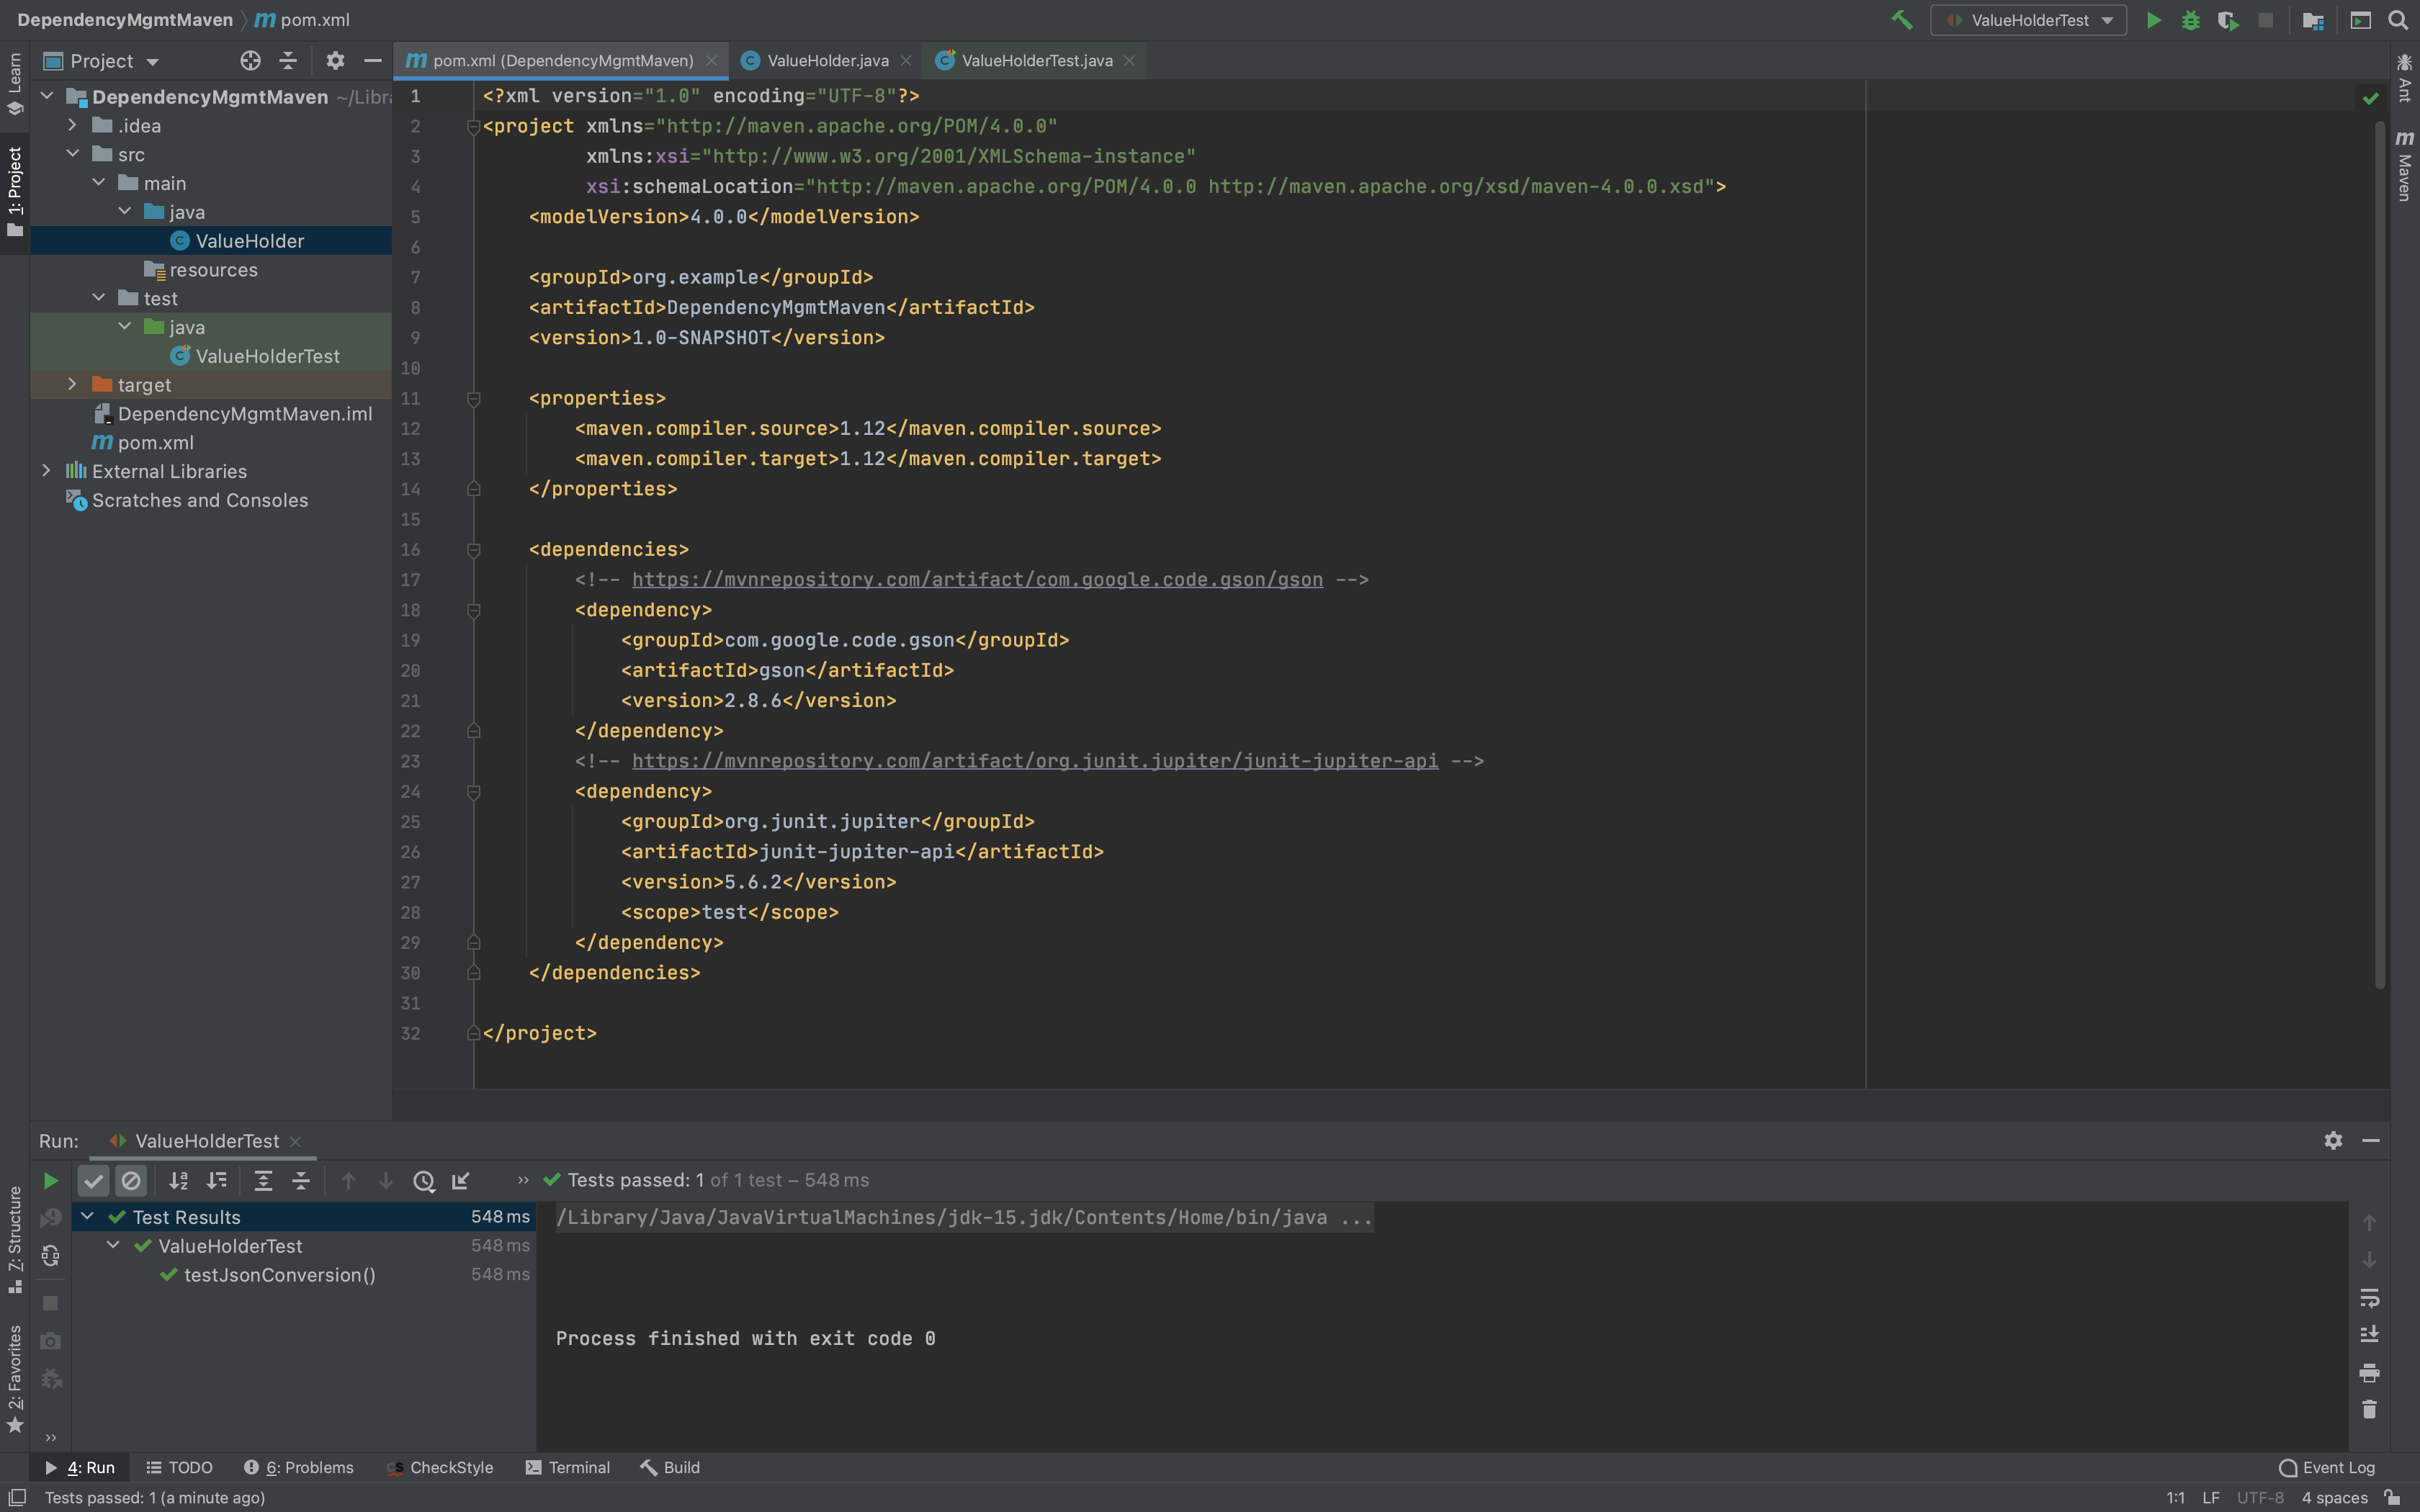 DependencyMgmtMaven pom.xml
ValueHolderTest
Project
pom.xml (DependencyMgmtMaven)
ValueHolder.java
ValueHolderTest.java
Learn
1: Project
7: Structure
2: Favorites
Ant
Maven
DependencyMgmtMaven ~/Libra
.idea
src
main
java
ValueHolder
resources
test
java
ValueHolderTest
target
DependencyMgmtMaven.iml
pom.xml
External Libraries
Scratches and Consoles
1 <?xml version="1.0" encoding="UTF-8"?>
2 <project xmlns="http://maven.apache.org/POM/4.0.0"
3 xmlns:xsi="http://www.w3.org/2001/XMLSchema-instance"
4 xsi:schemaLocation="http://maven.apache.org/POM/4.0.0 http://maven.apache.org/xsd/maven-4.0.0.xsd">
5 <modelVersion>4.0.0</modelVersion>
6
7 <groupId>org.example</groupId>
8 <artifactId>DependencyMgmtMaven</artifactId>
9 <version>1.0-SNAPSHOT</version>
10
11 <properties>
12 <maven.compiler.source>1.12</maven.compiler.source>
13 <maven.compiler.target>1.12</maven.compiler.target>
14 </properties>
15
16 <dependencies>
17 <!-- https://mvnrepository.com/artifact/com.google.code.gson/gson -->
18 <dependency>
19 <groupId>com.google.code.gson</groupId>
20 <artifactId>gson</artifactId>
21 <version>2.8.6</version>
22 </dependency>
23 <!-- https://mvnrepository.com/artifact/org.junit.jupiter/junit-jupiter-api -->
24 <dependency>
25 <groupId>org.junit.jupiter</groupId>
26 <artifactId>junit-jupiter-api</artifactId>
27 <version>5.6.2</version>
28 <scope>test</scope>
29 </dependency>
30 </dependencies>
31
32 </project>
Run: ValueHolderTest
Tests passed: 1 of 1 test – 548 ms
Test Results 548 ms
ValueHolderTest 548 ms
testJsonConversion() 548 ms
/Library/Java/JavaVirtualMachines/jdk-15.jdk/Contents/Home/bin/java ...
Process finished with exit code 0
4: Run TODO 6: Problems CheckStyle Terminal Build Event Log
Tests passed: 1 (a minute ago) 1:1 LF UTF-8 4 spaces